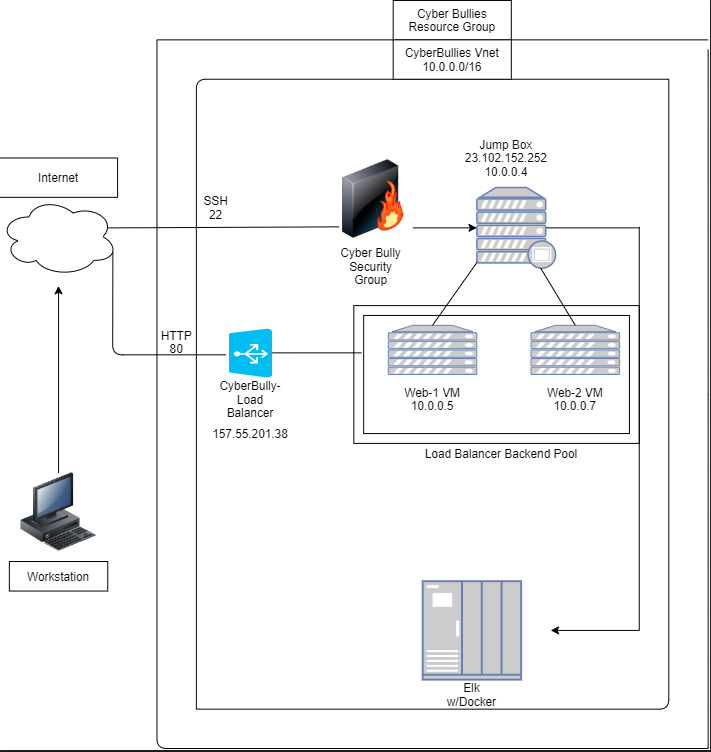 Cyber Bullies
Resource Group
CyberBullies Vnet
10.0.0.0/16
Jump Box
23.102.152.252
10.0.0.4
Internet
SSH
22
Cyber Bully
Security
Group
HTTP
80
CyberBully-
Load
Balancer
157.55.201.38
Web-1 VM
10.0.0.5
Web-2 VM
10.0.0.7
Load Balancer Backend Pool
Workstation
Elk
w/Docker